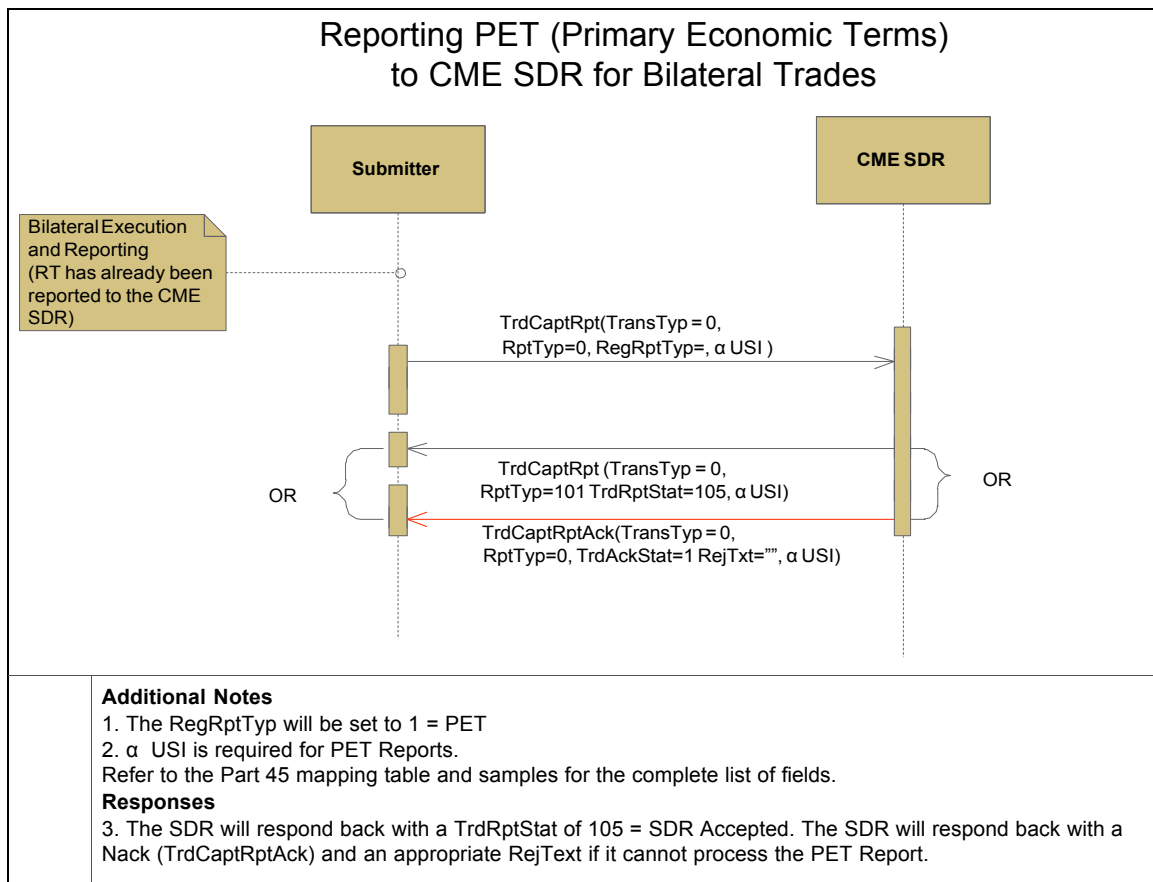 Reporting PET (Primary Economic Terms)
to CME SDR for Bilateral Trades
Submitter
CME SDR
Bilateral Execution
and Reporting
(RT has already been
reported to the CME
SDR)
TrdCaptRpt(TransTyp = 0,
RptTyp=0, RegRptTyp=, α USI )
OR
TrdCaptRpt (TransTyp = 0,
RptTyp=101 TrdRptStat=105, α USI)
OR
TrdCaptRptAck(TransTyp = 0,
RptTyp=0, TrdAckStat=1 RejTxt=””, α USI)
Additional Notes
1. The RegRptTyp will be set to 1 = PET
2. α USI is required for PET Reports.
Refer to the Part 45 mapping table and samples for the complete list of fields.
Responses
3. The SDR will respond back with a TrdRptStat of 105 = SDR Accepted. The SDR will respond back with a
Nack (TrdCaptRptAck) and an appropriate RejText if it cannot process the PET Report.